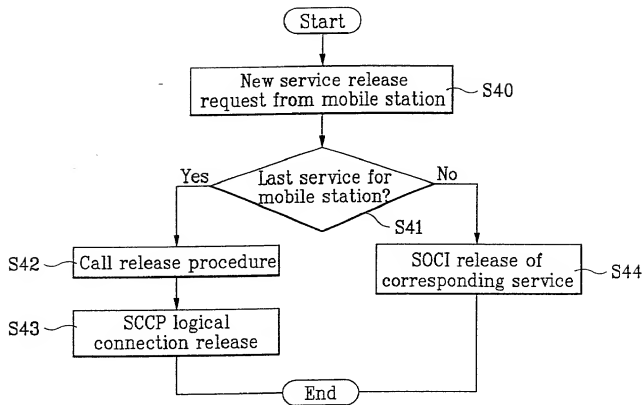 Start
New service release
request from mobile station
S40
Last service for
mobile station?
Yes
No
S41
S42
Call release procedure
SOCI release of
corresponding service
S44
S43
SCCP logical
connection release
End